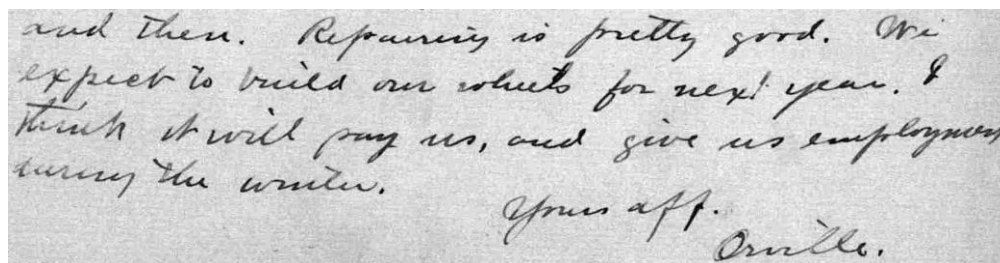 and then. Repairing is pretty good. We
expect to build our wheels for next year. I
think it will pay us, and give us employment
during the winter.
Yours aff.
Orville.